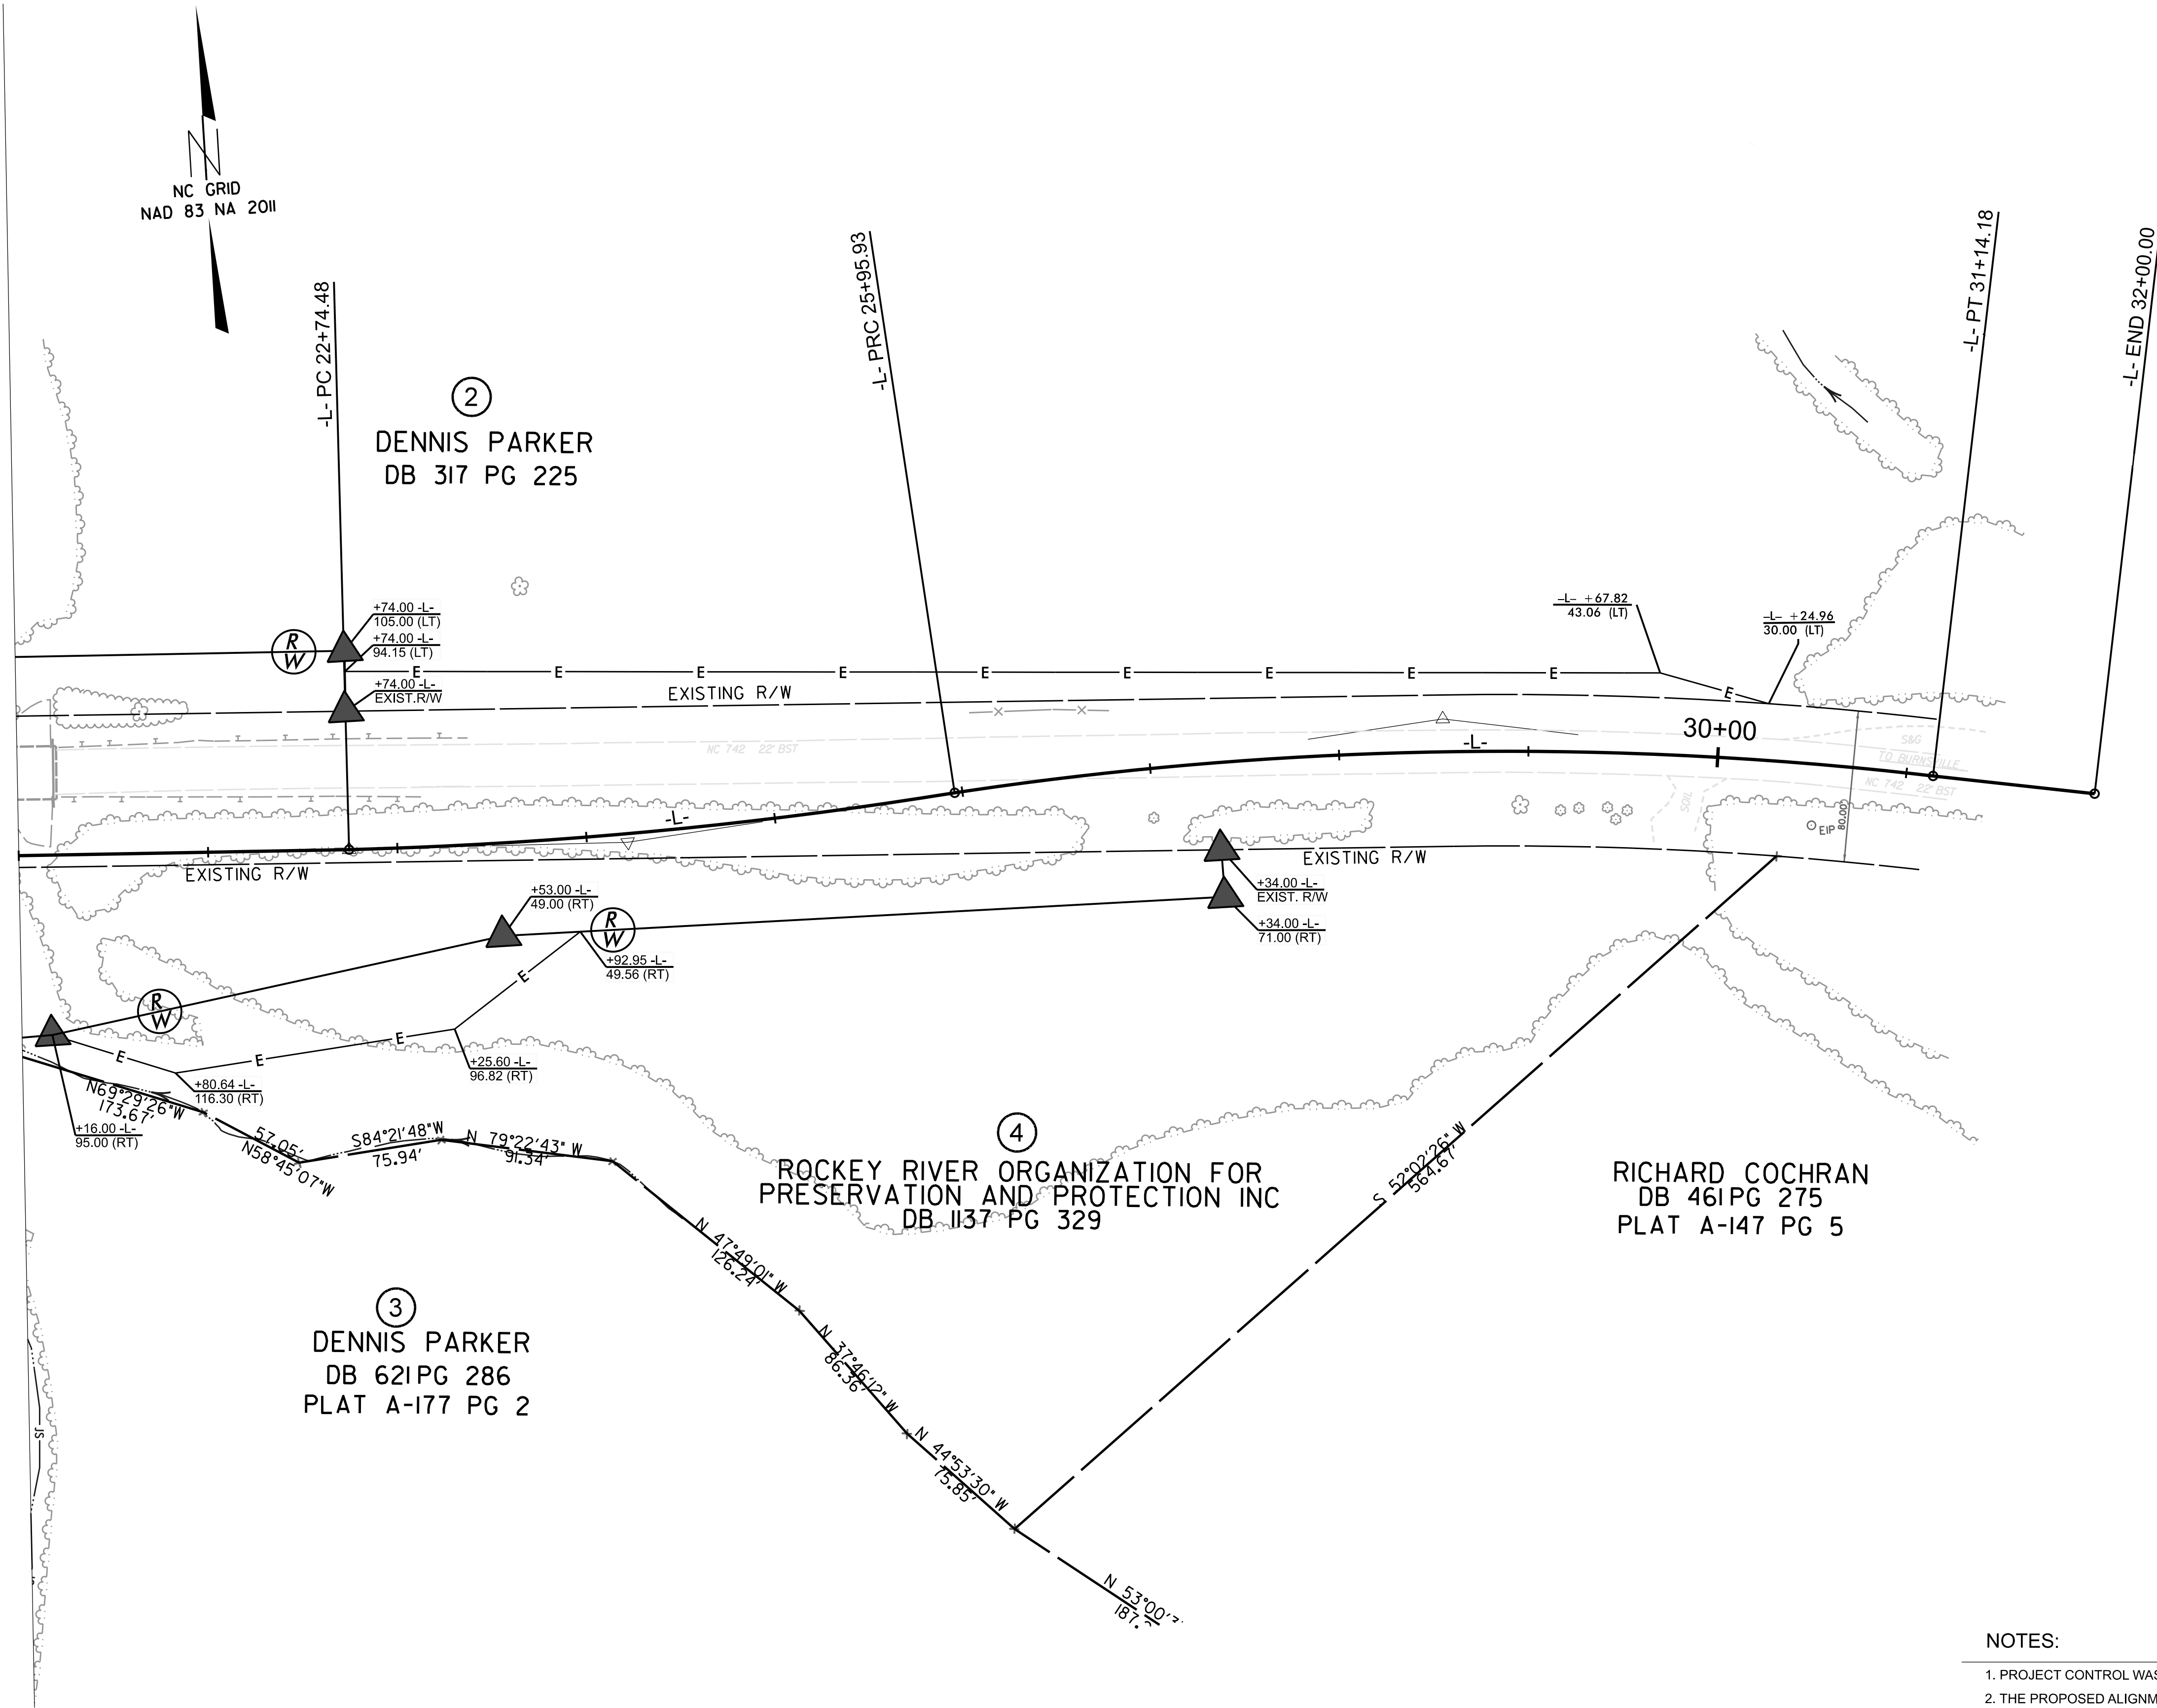 NC GRID
NAD 83 NA 2011
-L- PC 22+74.48
-L- PRC 25+95.93
-L- PT 31+14.18
-L- END 32+00.00
2
DENNIS PARKER
DB 317 PG 225
+74.00 -L-
105.00 (LT)
+74.00 -L-
94.15 (LT)
+74.00 -L-
EXIST.R/W
R
W
-L- +67.82
43.06 (LT)
-L- +24.96
30.00 (LT)
E E E E E E E E E E
EXISTING R/W
30+00
-L-
NC 742 22' BST
S&G
TO BURNSVILLE
NC 742 22' BST
SOIL
EIP
80.00'
-L-
EXISTING R/W
EXISTING R/W
+34.00 -L-
EXIST. R/W
+34.00 -L-
71.00 (RT)
+53.00 -L-
49.00 (RT)
R
W
+92.95 -L-
49.56 (RT)
E
R
W
E E E
+25.60 -L-
96.82 (RT)
+80.64 -L-
116.30 (RT)
+16.00 -L-
95.00 (RT)
N69°29'26"W
173.67'
57.05'
N58°45'07"W
S84°21'48"W
75.94'
N 79°22'43" W
91.34'
N 47°49'01" W
126.24'
N 37°46'12" W
86.36'
N 44°53'30" W
75.85'
N 53°00'
187.
S 52°02'26" W
564.67'
4
ROCKEY RIVER ORGANIZATION FOR
PRESERVATION AND PROTECTION INC
DB 1137 PG 329
RICHARD COCHRAN
DB 461 PG 275
PLAT A-147 PG 5
3
DENNIS PARKER
DB 621 PG 286
PLAT A-177 PG 2
JS
NOTES:
1. PROJECT CONTROL WAS
2. THE PROPOSED ALIGNM